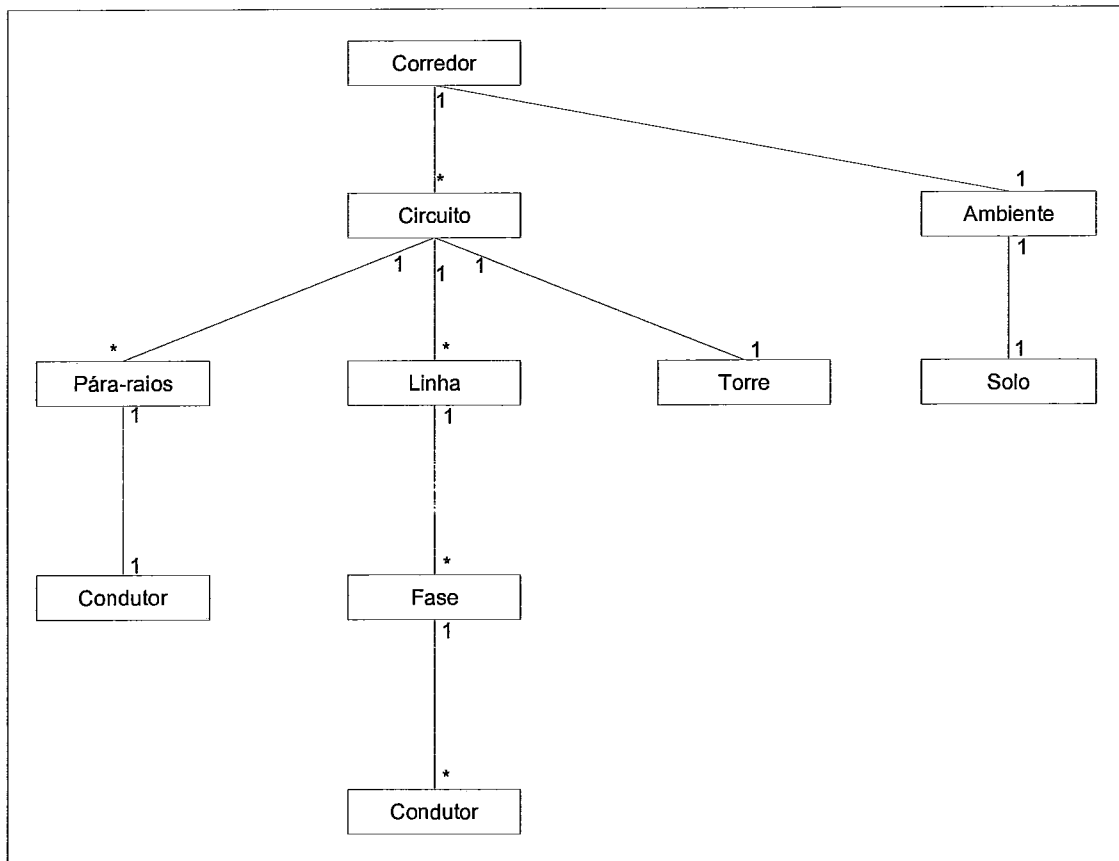 Corredor
1
*
1
Circuito
Ambiente
1
1
1
1
*
*
1
1
Pára-raios
Linha
Torre
Solo
1
1
1
*
Condutor
Fase
1
*
Condutor